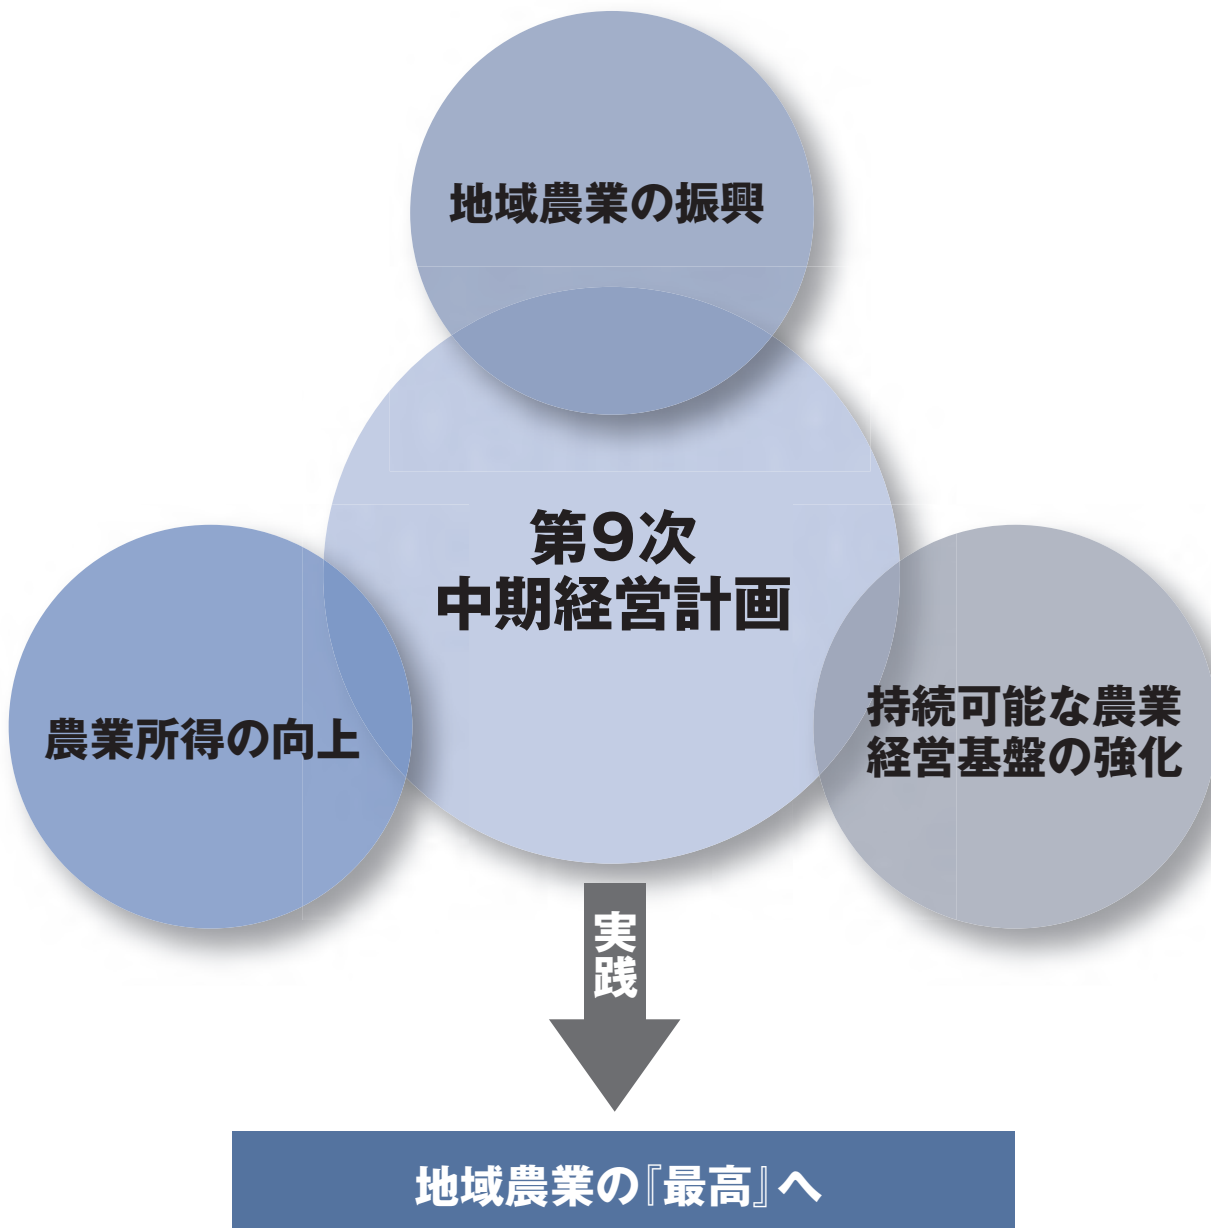 地域農業の振興
第9次
中期経営計画
農業所得の向上
持続可能な農業
経営基盤の強化
実践
地域農業の『最高』へ